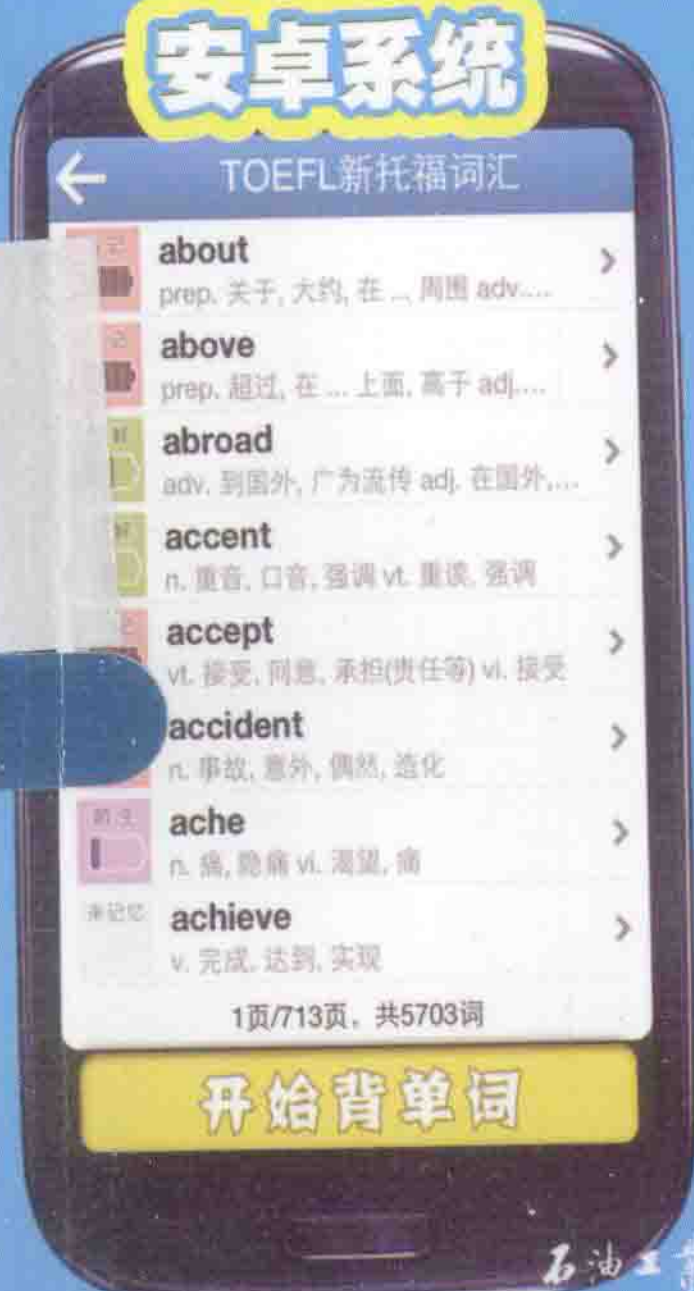 安卓系统
TOEFL新托福词汇
about
prep. 关于, 大约, 在 ..., 周围 adv....
above
prep. 超过, 在 ... 上面, 高于 adj....
abroad
adv. 到国外, 广为流传 adj. 在国外,...
accent
n. 重音, 口音, 强调 vt. 重读, 强调
accept
vt. 接受, 同意, 承担(责任等) vi. 接受
accident
n. 事故, 意外, 偶然, 造化
ache
n. 痛, 隐痛 vi. 渴望, 痛
未记忆
achieve
v. 完成, 达到, 实现
1页/713页，共5703词
开始背单词
石油工业